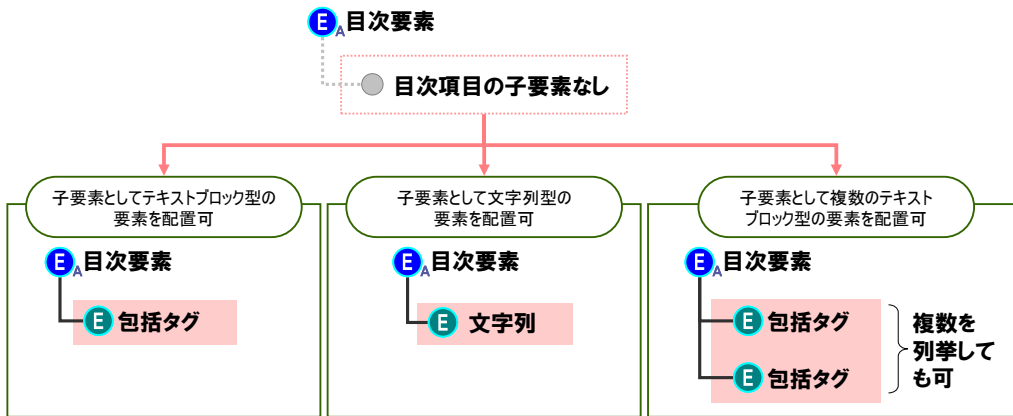 E A 目次要素
目次項目の子要素なし
子要素としてテキストブロック型の
要素を配置可
E A 目次要素
E 包括タグ
子要素として文字列型の
要素を配置可
E A 目次要素
E 文字列
子要素として複数のテキスト
ブロック型の要素を配置可
E A 目次要素
E 包括タグ
E 包括タグ
複数を
列挙して
も可